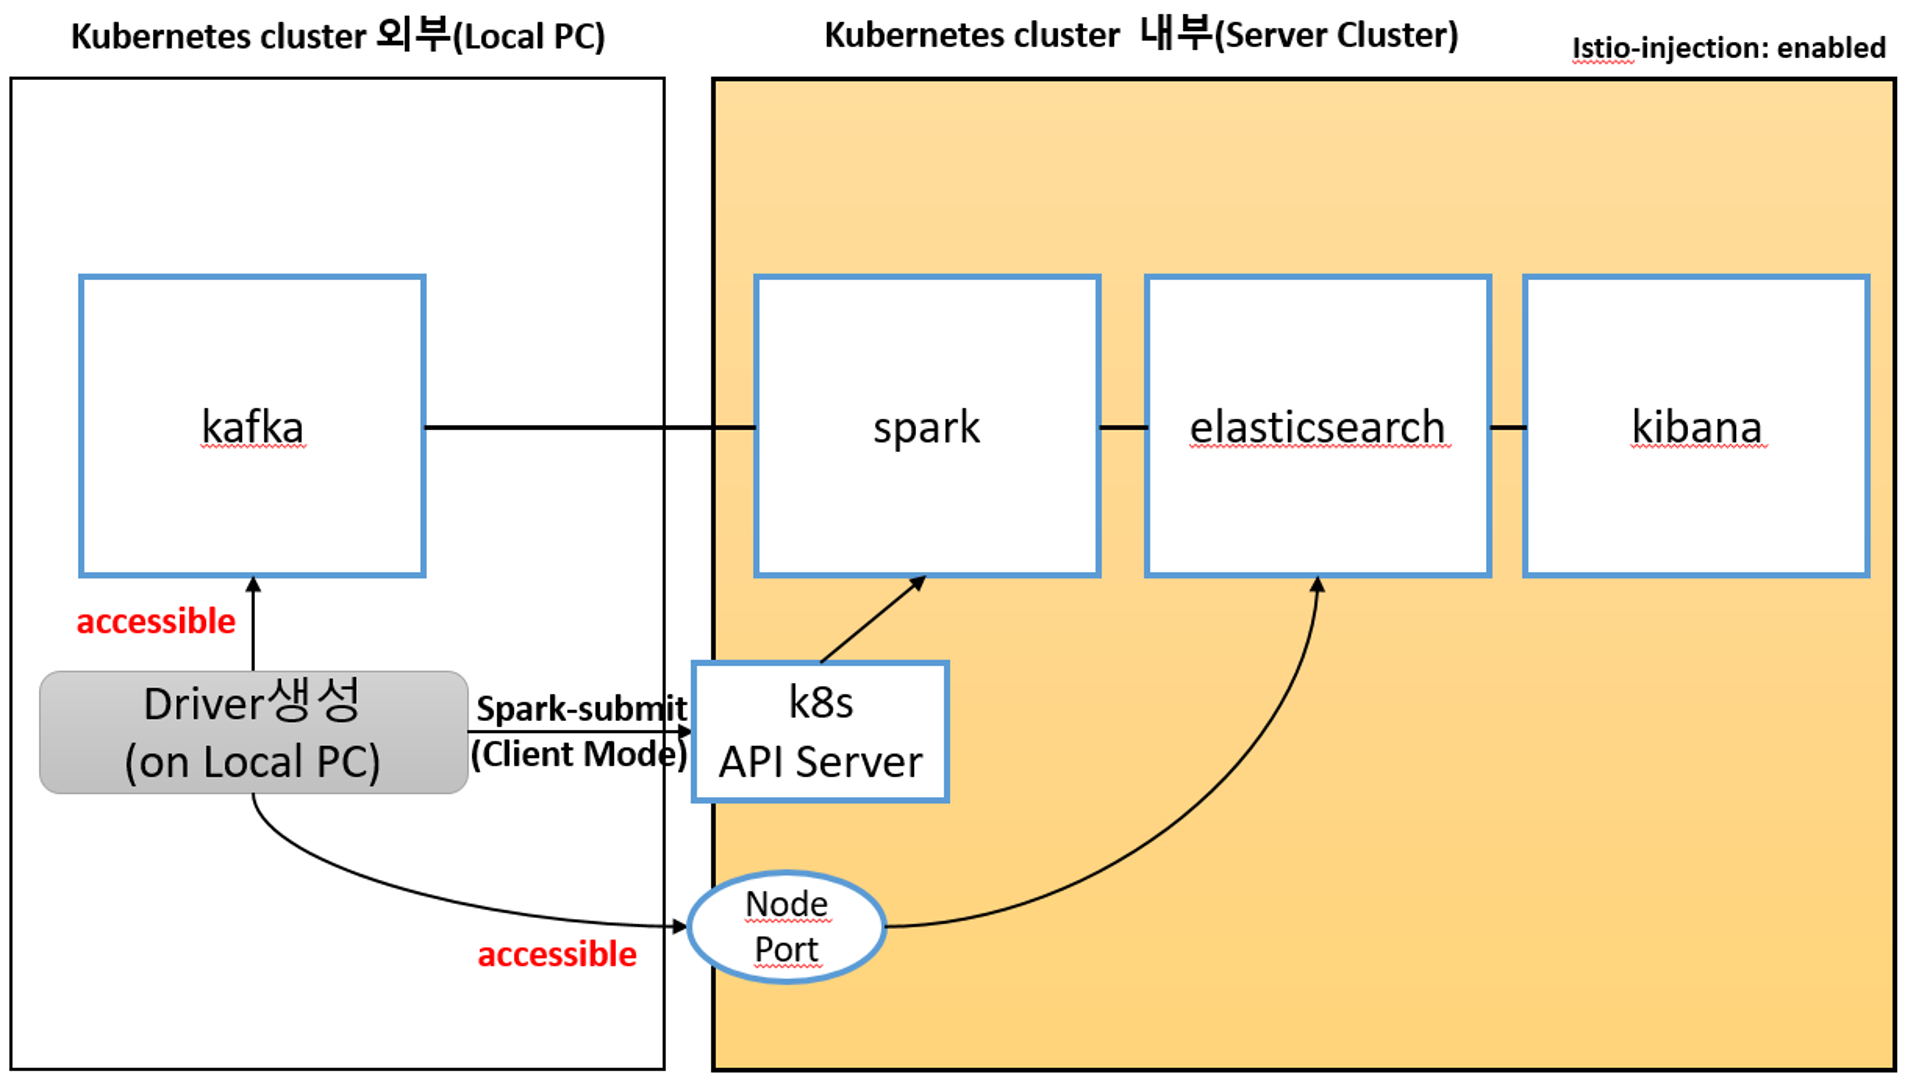 Kubernetes cluster 외부(Local PC)
Kubernetes cluster 내부(Server Cluster)
Istio-injection: enabled
kafka
spark
elasticsearch
kibana
accessible
Driver생성
(on Local PC)
Spark-submit
(Client Mode)
k8s
API Server
Node
Port
accessible